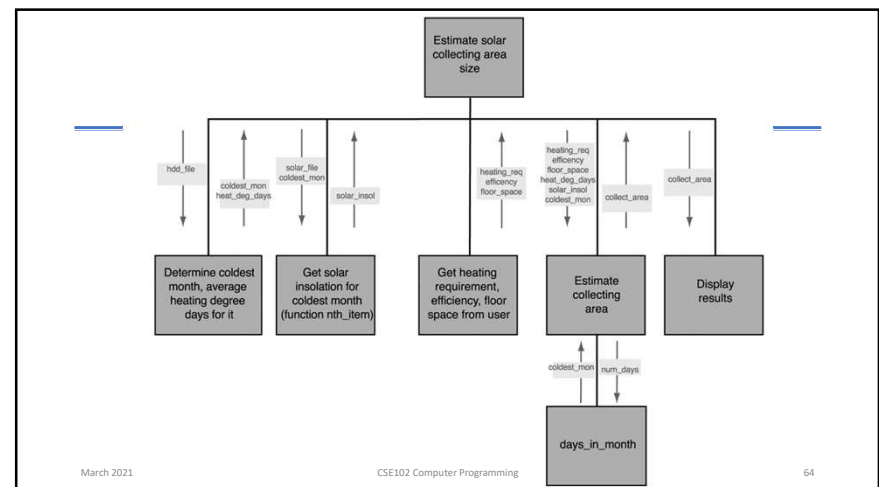 Estimate solar
collecting area
size
hdd_file
coldest_mon
heat_deg_days
solar_file
coldest_mon
solar_insol
heating_req
efficency
floor_space
heating_req
efficency
floor_space
heat_deg_days
solar_insol
coldest_mon
collect_area
collect_area
Determine coldest
month, average
heating degree
days for it
Get solar
insolation for
coldest month
(function nth_item)
Get heating
requirement,
efficiency, floor
space from user
Estimate
collecting
area
Display
results
coldest_mon
num_days
days_in_month
March 2021
CSE102 Computer Programming
64